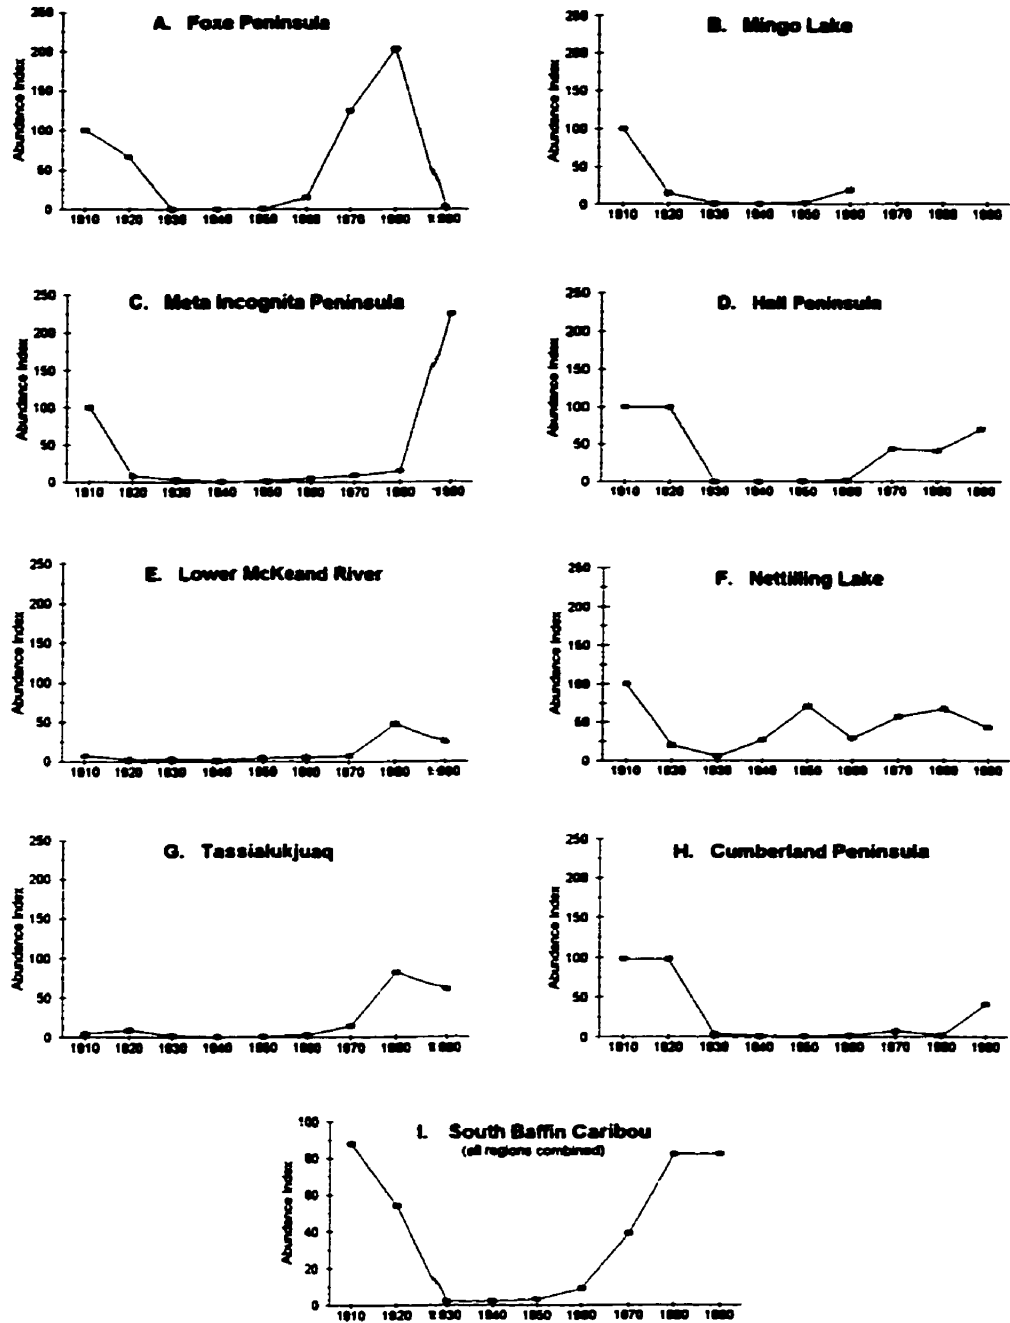 A. Foxe Peninsula
Abundance Index
250
200
150
100
50
0
1910 1920 1930 1940 1950 1960 1970 1980 1990
B. Mingo Lake
Abundance Index
250
200
150
100
50
0
1910 1920 1930 1940 1950 1960 1970 1980 1990
C. Meta Incognita Peninsula
Abundance Index
250
200
150
100
50
0
1910 1920 1930 1940 1950 1960 1970 1980 1990
D. Hall Peninsula
Abundance Index
250
200
150
100
50
0
1910 1920 1930 1940 1950 1960 1970 1980 1990
E. Lower McKeand River
Abundance Index
250
200
150
100
50
0
1910 1920 1930 1940 1950 1960 1970 1980 1990
F. Nettilling Lake
Abundance Index
250
200
150
100
50
0
1910 1920 1930 1940 1950 1960 1970 1980 1990
G. Tassialukjuaq
Abundance Index
250
200
150
100
50
0
1910 1920 1930 1940 1950 1960 1970 1980 1990
H. Cumberland Peninsula
Abundance Index
250
200
150
100
50
0
1910 1920 1930 1940 1950 1960 1970 1980 1990
I. South Baffin Caribou
(all regions combined)
Abundance Index
100
80
60
40
20
0
1910 1920 1930 1940 1950 1960 1970 1980 1990